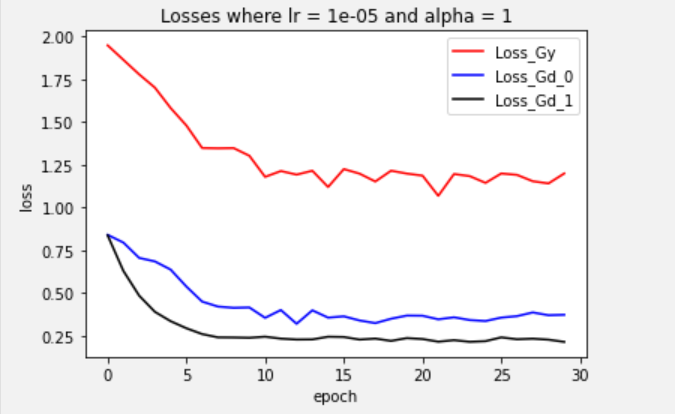 Losses where lr = 1e-05 and alpha = 1
2.00
1.75
1.50
1.25
1.00
0.75
0.50
0.25
loss
Loss_Gy
Loss_Gd_0
Loss_Gd_1
0 5 10 15 20 25 30
epoch